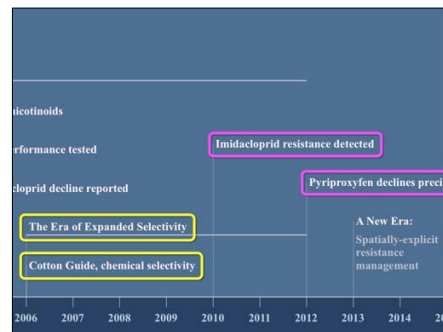 nicotinoids
Imidacloprid resistance detected
erformance tested
Pyriproxyfen declines preci
cloprid decline reported
The Era of Expanded Selectivity
A New Era:
Spatially-explicit
resistance
management
Cotton Guide, chemical selectivity
2006 2007 2008 2009 2010 2011 2012 2013 2014 20